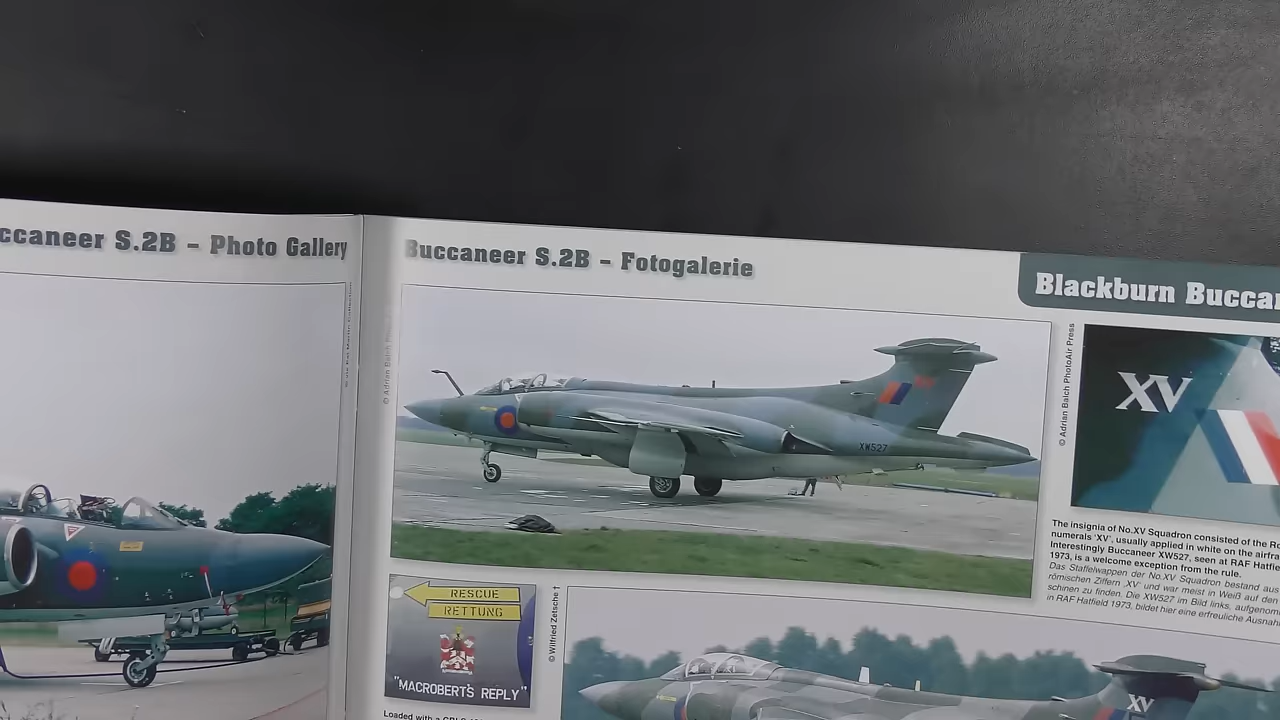 ccaneer S.2B – Photo Gallery
Buccaneer S.2B – Fotogalerie
Blackburn Buccan
© Adrian Balch PhotoAir Press
XW527
XV
The insignia of No.XV Squadron consisted of the Ro
numerals 'XV', usually applied in white on the airfra
Interestingly Buccaneer XW527, seen at RAF Hatfie
1973, is a welcome exception from the rule.
Das Staffelwappen der No.XV Squadron bestand aus
römischen Ziffern 'XV' und war meist in Weiß auf den
schinen zu finden. Die XW527 im Bild links, aufgenom
in RAF Hatfield 1973, bildet hier eine erfreuliche Ausnah
RESCUE
RETTUNG
"MACROBERT'S REPLY"
© Wilfried Zetsche †
XV
Loaded with a